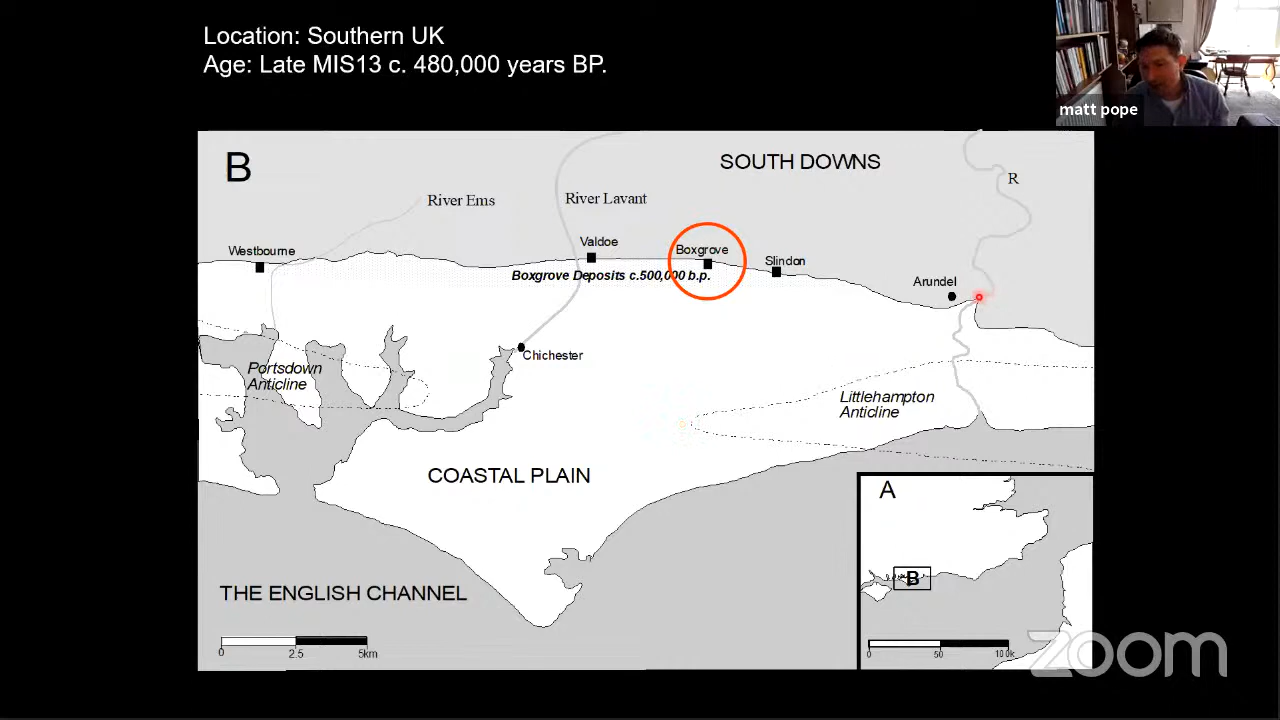 Location: Southern UK
Age: Late MIS13 c. 480,000 years BP.
matt pope
B
SOUTH DOWNS
R
River Ems
River Lavant
Westbourne
Valdoe
Boxgrove
Slindon
Boxgrove Deposits c.500,000 b.p.
Arundel
Chichester
Portsdown
Anticline
Littlehampton
Anticline
COASTAL PLAIN
A
B
THE ENGLISH CHANNEL
0 2.5 5km
0 50 100k
zoom